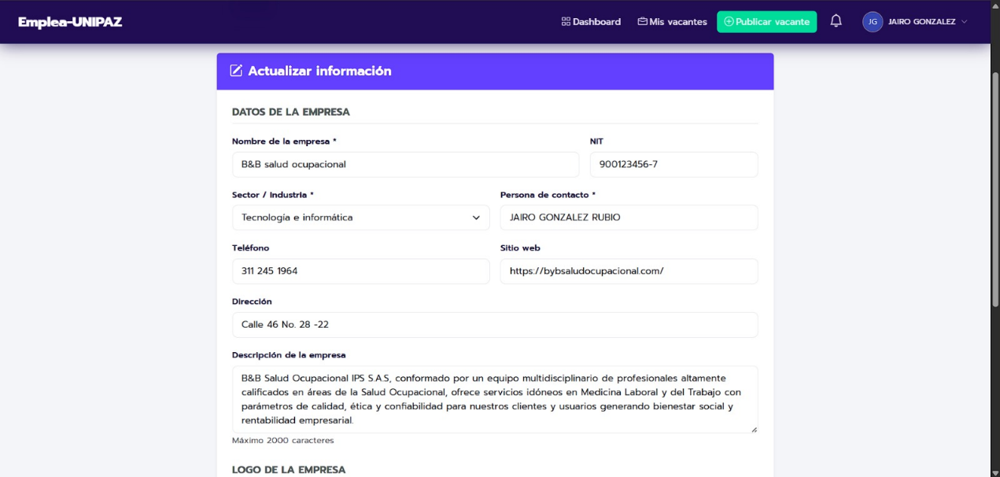 Emplea-UNIPAZ
Dashboard
Mis vacantes
Publicar vacante
JG
JAIRO GONZALEZ
Actualizar información
DATOS DE LA EMPRESA
Nombre de la empresa *
NIT
B&B salud ocupacional
900123456-7
Sector / Industria *
Persona de contacto *
Tecnología e informática
JAIRO GONZALEZ RUBIO
Teléfono
Sitio web
311 245 1964
https://bybsaludocupacional.com/
Dirección
Calle 46 No. 28 -22
Descripción de la empresa
B&B Salud Ocupacional IPS S.A.S, conformado por un equipo multidisciplinario de profesionales altamente
calificados en áreas de la Salud Ocupacional, ofrece servicios idóneos en Medicina Laboral y del Trabajo con
parámetros de calidad, ética y confiabilidad para nuestros clientes y usuarios generando bienestar social y
rentabilidad empresarial.
Máximo 2000 caracteres
LOGO DE LA EMPRESA